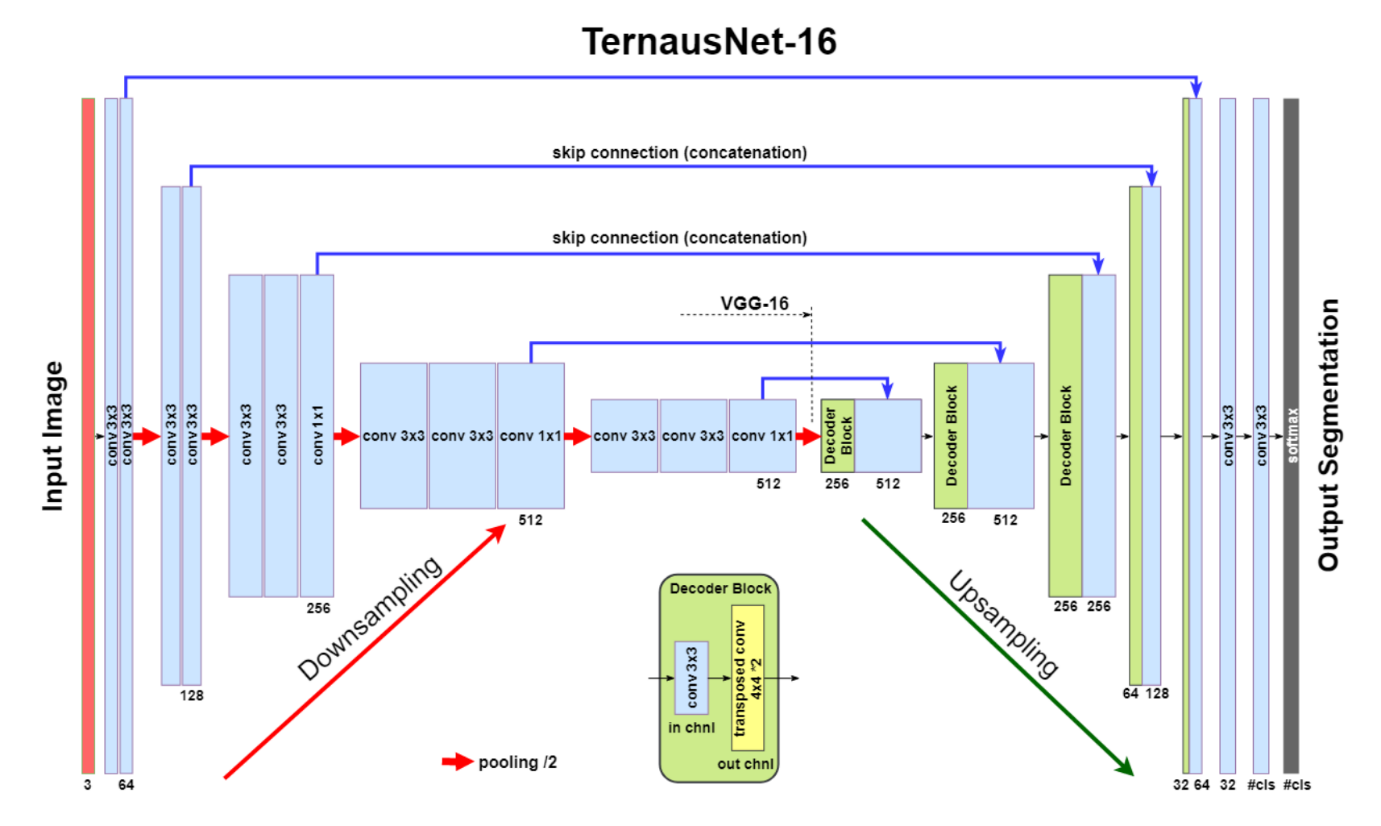 TernausNet-16
skip connection (concatenation)
skip connection (concatenation)
VGG-16
Input Image
conv 3x3
conv 3x3
conv 3x3
conv 3x3
conv 3x3
conv 3x3
conv 1x1
conv 3x3
conv 3x3
conv 1x1
conv 3x3
conv 3x3
conv 1x1
Decoder
Block
Decoder Block
Decoder Block
conv 3x3
conv 3x3
softmax
Output Segmentation
512
256
512
512
256
512
256
256
256
128
64
128
3
64
32
64
32
#cls
#cls
Downsampling
Upsampling
Decoder Block
conv 3x3
transposed conv
4x4 *2
in chnl
out chnl
pooling /2